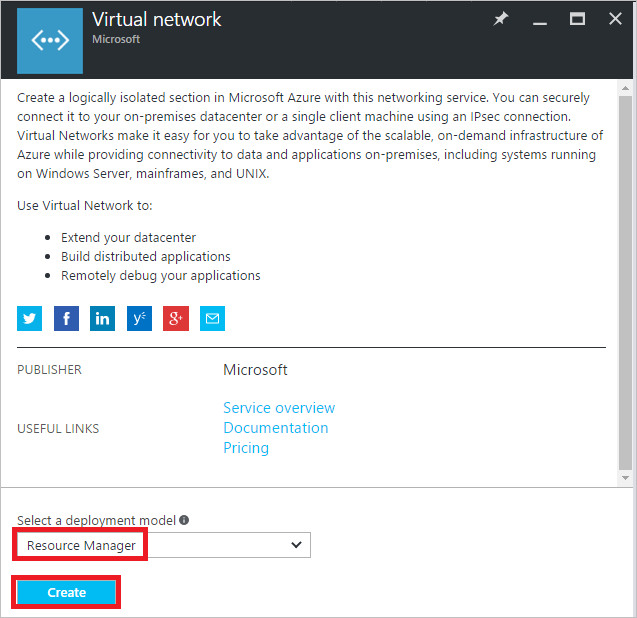 Virtual network
Microsoft
Create a logically isolated section in Microsoft Azure with this networking service. You can securely
connect it to your on-premises datacenter or a single client machine using an IPsec connection.
Virtual Networks make it easy for you to take advantage of the scalable, on-demand infrastructure of
Azure while providing connectivity to data and applications on-premises, including systems running
on Windows Server, mainframes, and UNIX.
Use Virtual Network to:
• Extend your datacenter
• Build distributed applications
• Remotely debug your applications
f in y g+
PUBLISHER Microsoft
Service overview
USEFUL LINKS Documentation
Pricing
Select a deployment model
Resource Manager
Create